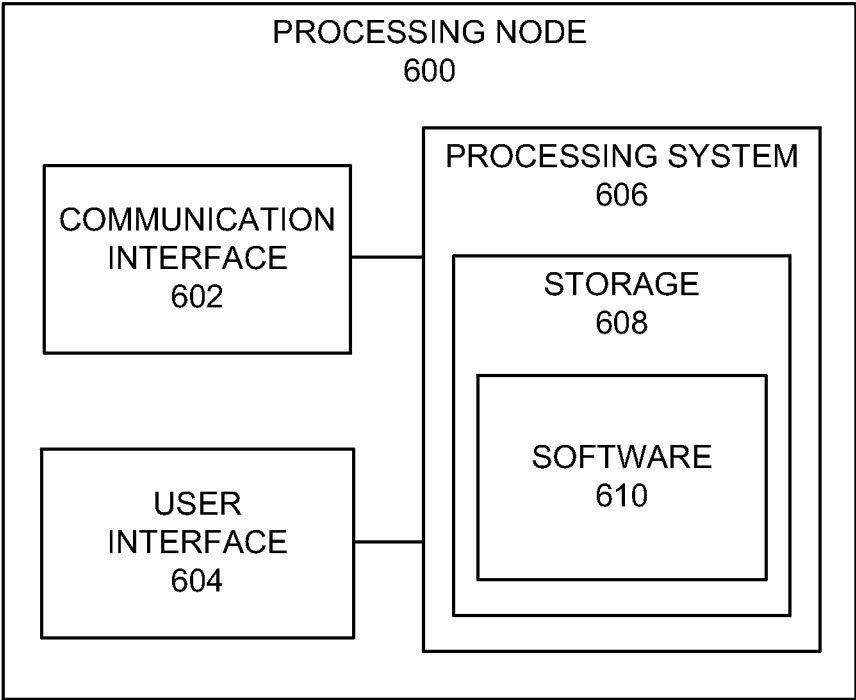 PROCESSING NODE
600
COMMUNICATION
INTERFACE
602
USER
INTERFACE
604
PROCESSING SYSTEM
606
STORAGE
608
SOFTWARE
610